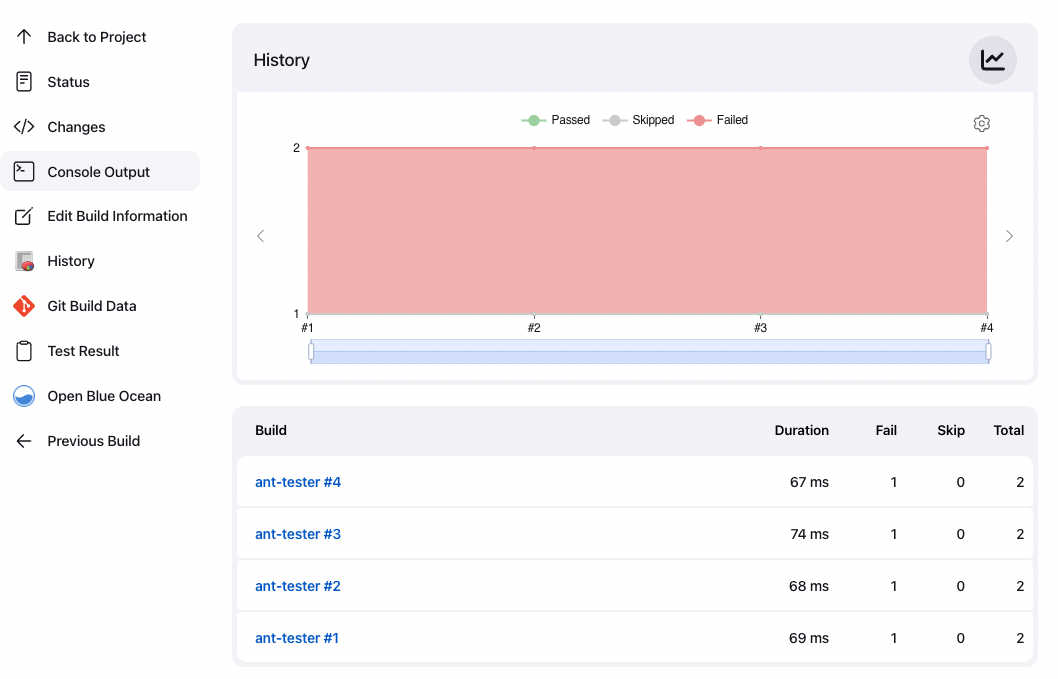 Back to Project
Status
Changes
Console Output
Edit Build Information
History
Git Build Data
Test Result
Open Blue Ocean
Previous Build
History
Passed Skipped Failed
2
1
#1 #2 #3 #4
Build Duration Fail Skip Total
ant-tester #4 67 ms 1 0 2
ant-tester #3 74 ms 1 0 2
ant-tester #2 68 ms 1 0 2
ant-tester #1 69 ms 1 0 2